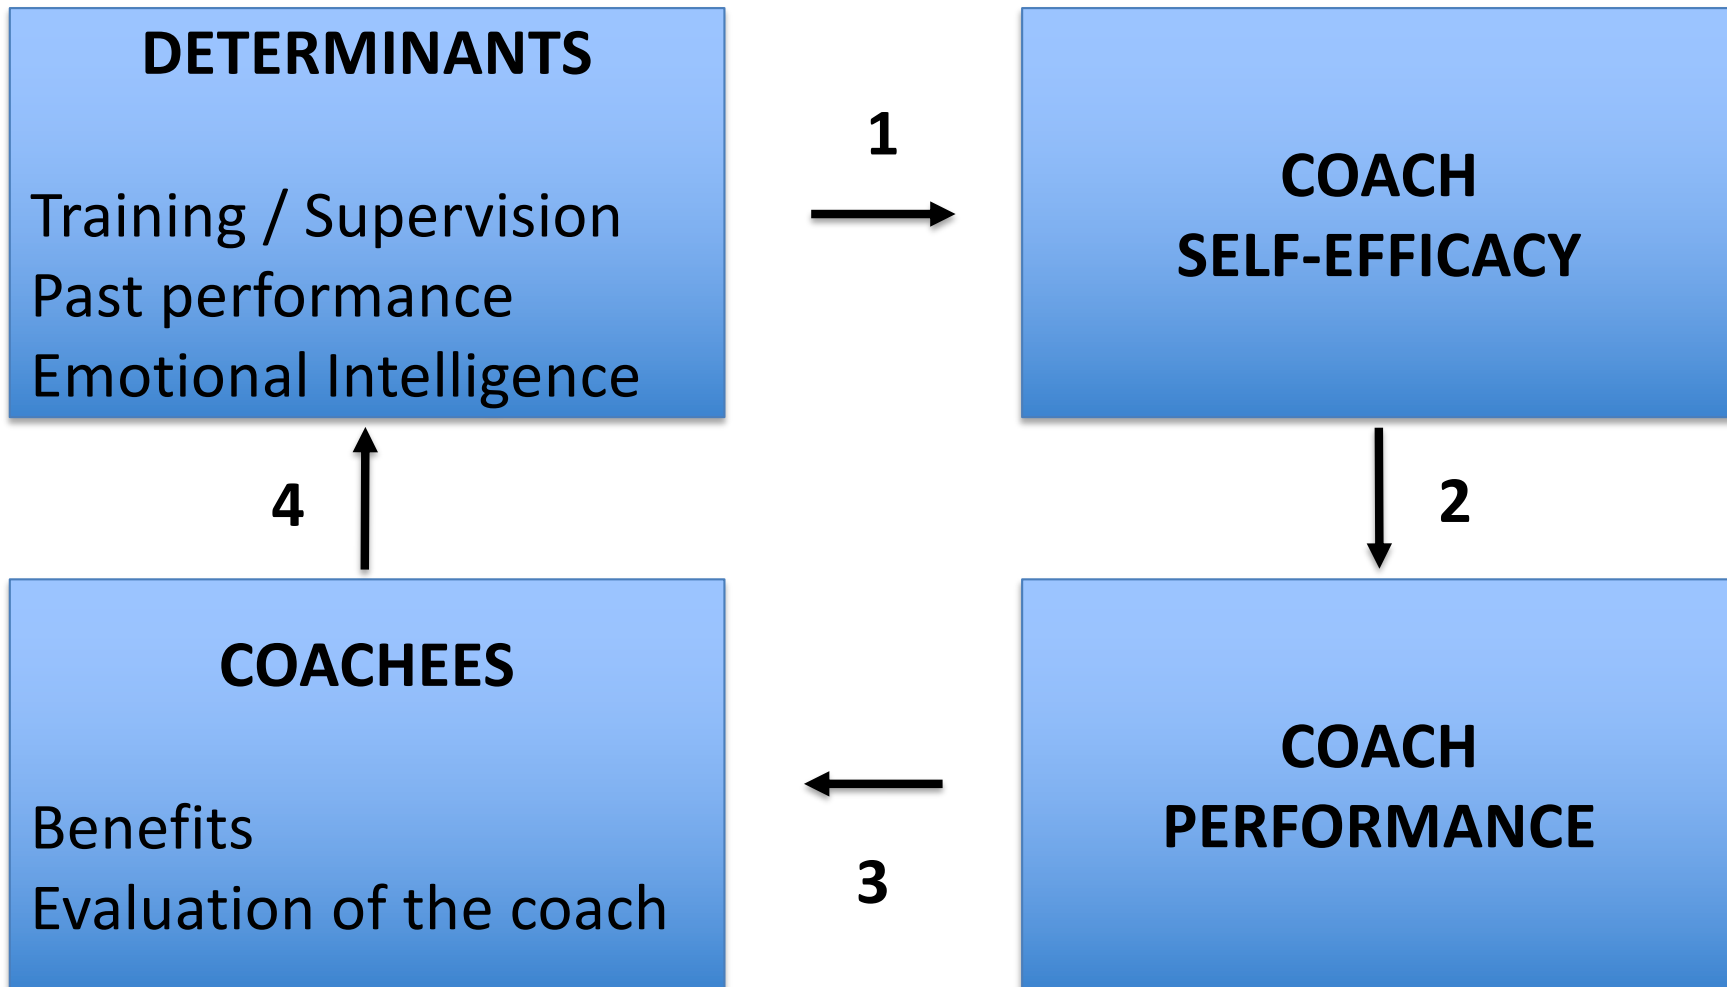 DETERMINANTS
Training / Supervision
Past performance
Emotional Intelligence
1
COACH
SELF-EFFICACY
4
2
COACHEES
Benefits
Evaluation of the coach
3
COACH
PERFORMANCE